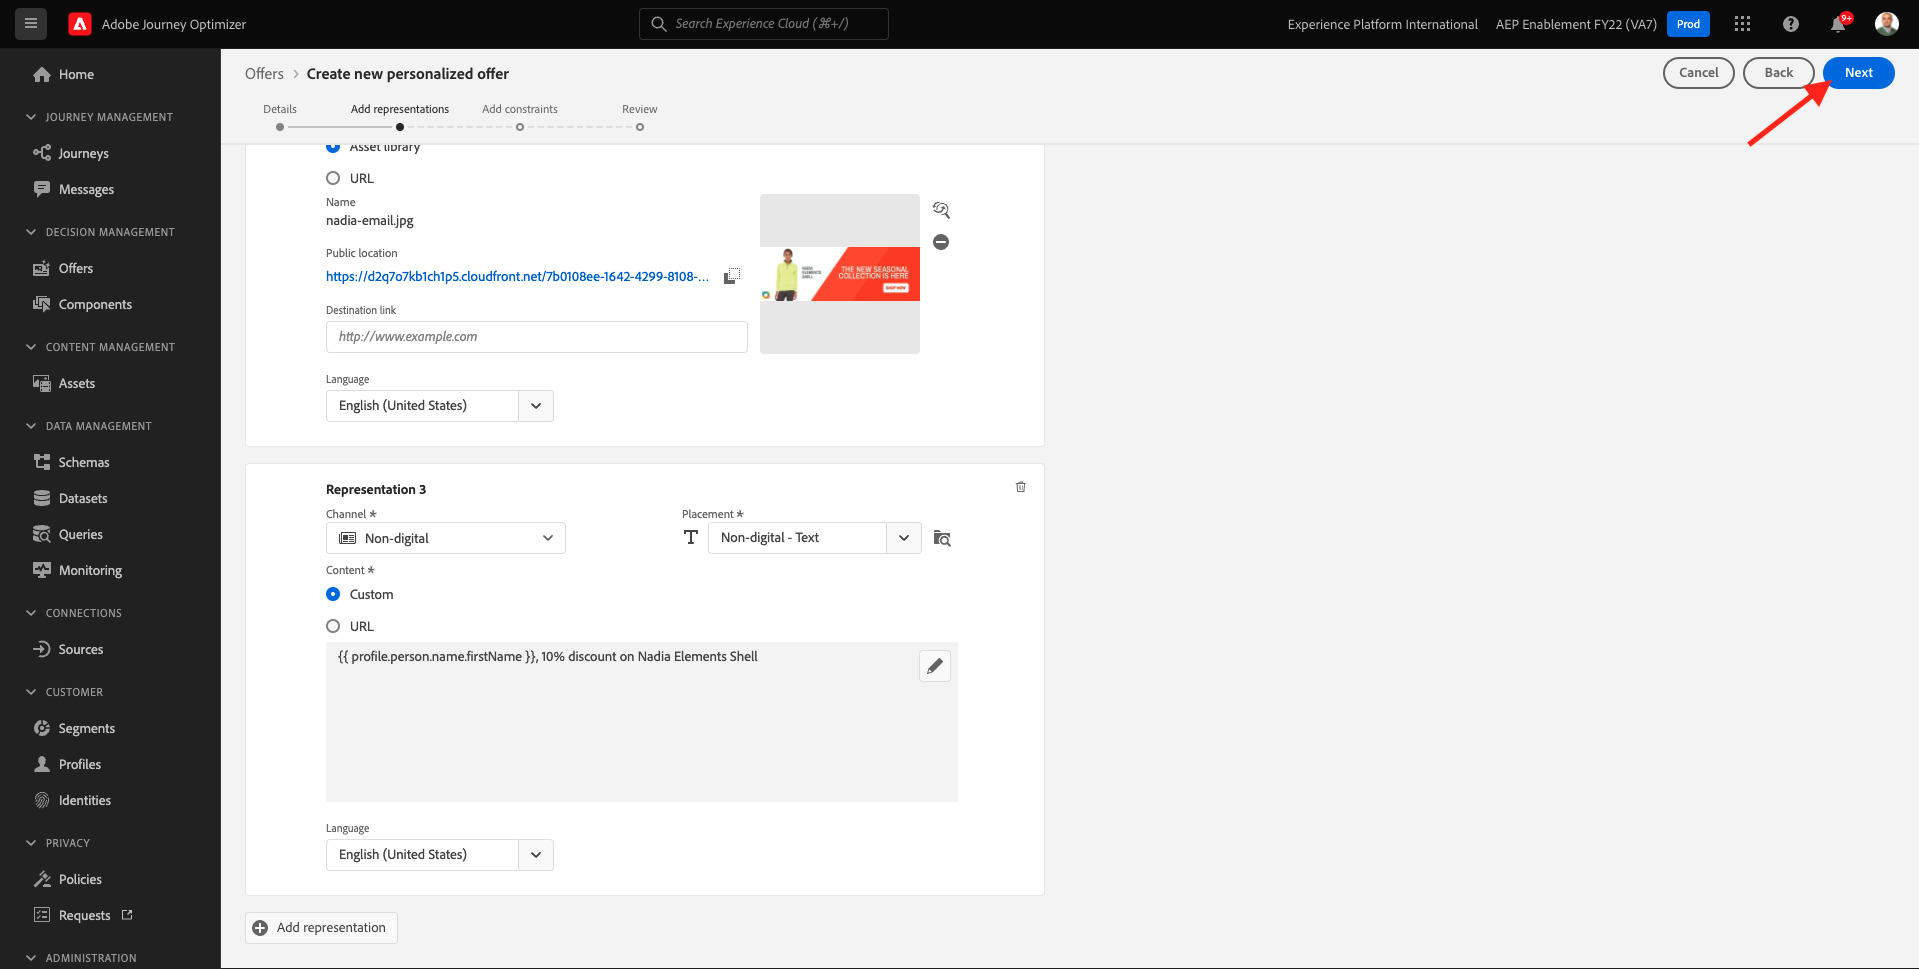 Adobe Journey Optimizer
Search Experience Cloud (⌘+/)
Experience Platform International
AEP Enablement FY22 (VA7)
Prod
9+
Home
JOURNEY MANAGEMENT
Journeys
Messages
DECISION MANAGEMENT
Offers
Components
CONTENT MANAGEMENT
Assets
DATA MANAGEMENT
Schemas
Datasets
Queries
Monitoring
CONNECTIONS
Sources
CUSTOMER
Segments
Profiles
Identities
PRIVACY
Policies
Requests
ADMINISTRATION
Offers > Create new personalized offer
Cancel
Back
Next
Details
Add representations
Add constraints
Review
Asset library
URL
Name
nadia-email.jpg
Public location
https://d2q7o7kb1ch1p5.cloudfront.net/7b0108ee-1642-4299-8108-...
Destination link
http://www.example.com
NADIA
ELEMENTS
SHELL
THE NEW SEASONAL
COLLECTION IS HERE
SHOP NOW
Language
English (United States)
Representation 3
Channel *
Non-digital
Placement *
Non-digital - Text
Content *
Custom
URL
{{ profile.person.name.firstName }}, 10% discount on Nadia Elements Shell
Language
English (United States)
Add representation